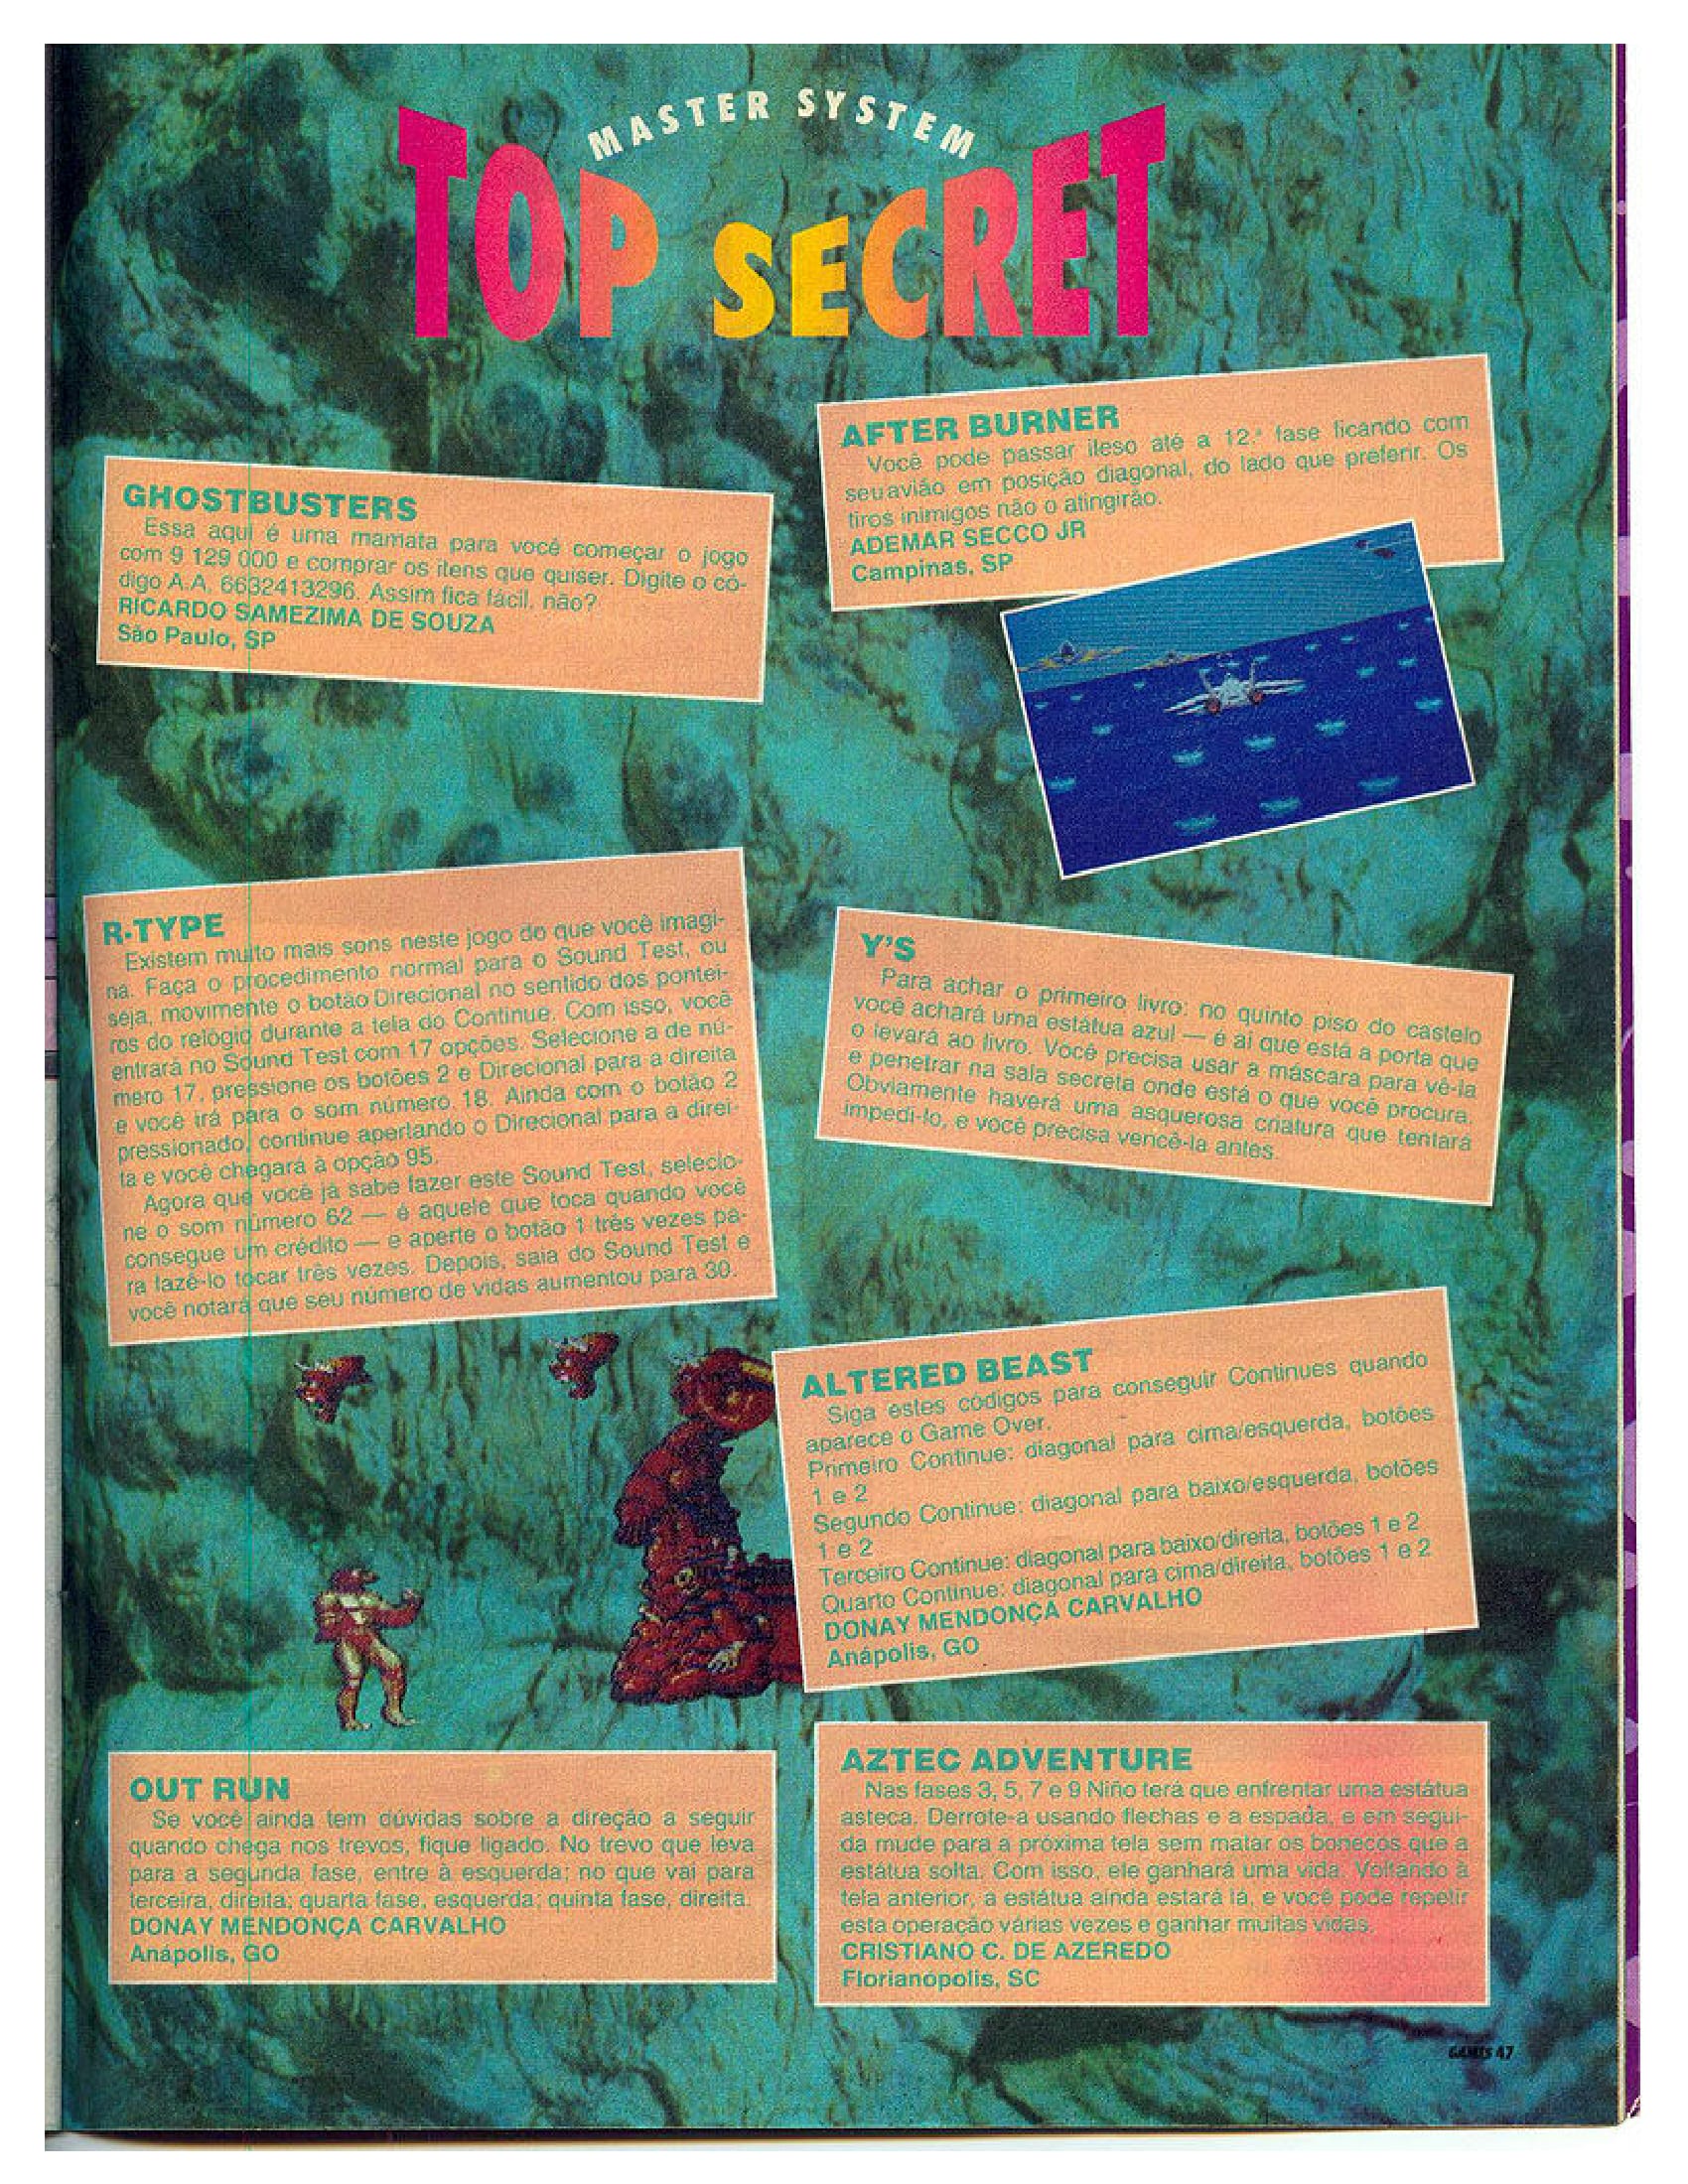 MASTER SYSTEM
TOP SECRET
GHOSTBUSTERS
Essa aqui é uma mamata para você começar o jogo
com 9 129 000 e comprar os itens que quiser. Digite o có-
digo A.A. 6632413296. Assim fica fácil, não?
RICARDO SAMEZIMA DE SOUZA
São Paulo, SP
AFTER BURNER
Você pode passar ileso até a 12.ª fase ficando com
seu avião em posição diagonal, do lado que preferir. Os
tiros inimigos não o atingirão.
ADEMAR SECCO JR
Campinas, SP
R-TYPE
Existem muito mais sons neste jogo do que você imagi-
na. Faça o procedimento normal para o Sound Test, ou
seja, movimente o botão Direcional no sentido dos pontei-
ros do relógio durante a tela do Continue. Com isso, você
entrará no Sound Test com 17 opções. Selecione a de nú-
mero 17, pressione os botões 2 e Direcional para a direita
e você irá para o som número 18. Ainda com o botão 2
pressionado, continue apertando o Direcional para a direi-
ta e você chegará à opção 95.
Agora que você já sabe fazer este Sound Test, selecio-
ne o som número 62 — é aquele que toca quando você
consegue um crédito — e aperte o botão 1 três vezes pa-
ra fazê-lo tocar três vezes. Depois, saia do Sound Test e
você notará que seu número de vidas aumentou para 30.
Y'S
Para achar o primeiro livro: no quinto piso do castelo
você achará uma estátua azul — é aí que está a porta que
o levará ao livro. Você precisa usar a máscara para vê-la
e penetrar na sala secreta onde está o que você procura.
Obviamente haverá uma asquerosa criatura que tentará
impedi-lo, e você precisa vencê-la antes.
ALTERED BEAST
Siga estes códigos para conseguir Continues quando
aparece o Game Over.
Primeiro Continue: diagonal para cima/esquerda, botões
1 e 2
Segundo Continue: diagonal para baixo/esquerda, botões
1 e 2
Terceiro Continue: diagonal para baixo/direita, botões 1 e 2
Quarto Continue: diagonal para cima/direita, botões 1 e 2
DONAY MENDONÇA CARVALHO
Anápolis, GO
OUT RUN
Se você ainda tem dúvidas sobre a direção a seguir
quando chega nos trevos, fique ligado. No trevo que leva
para a segunda fase, entre à esquerda; no que vai para
terceira, direita; quarta fase, esquerda; quinta fase, direita.
DONAY MENDONÇA CARVALHO
Anápolis, GO
AZTEC ADVENTURE
Nas fases 3, 5, 7 e 9 Niño terá que enfrentar uma estátua
asteca. Derrote-a usando flechas e a espada, e em segui-
da mude para a próxima tela sem matar os bonecos que a
estátua solta. Com isso, ele ganhará uma vida. Voltando à
tela anterior, a estátua ainda estará lá, e você pode repetir
esta operação várias vezes e ganhar muitas vidas.
CRISTIANO C. DE AZEREDO
Florianópolis, SC
GAMES 47